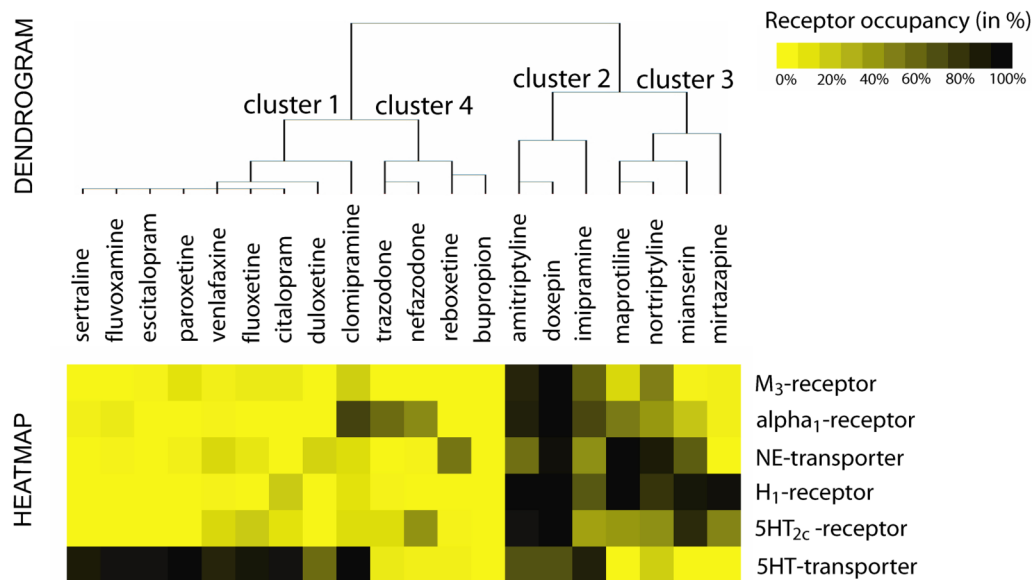 Receptor occupancy (in %)
0% 20% 40% 60% 80% 100%
DENDROGRAM
cluster 1
cluster 4
cluster 2
cluster 3
sertraline
fluvoxamine
escitalopram
paroxetine
venlafaxine
fluoxetine
citalopram
duloxetine
clomipramine
trazodone
nefazodone
reboxetine
bupropion
amitriptyline
doxepin
imipramine
maprotiline
nortriptyline
mianserin
mirtazapine
HEATMAP
M₃-receptor
alpha₁-receptor
NE-transporter
H₁-receptor
5HT₂c -receptor
5HT-transporter